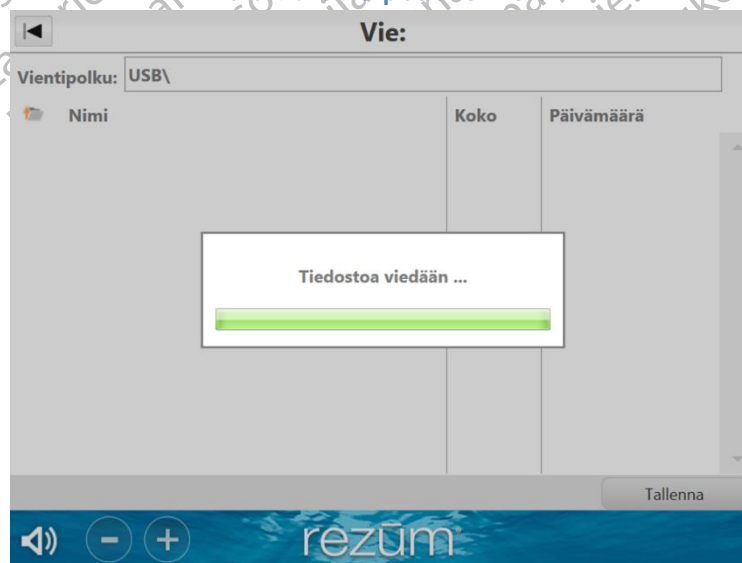 Vie:
Vientipolku: USB\
Nimi Koko Päivämäärä
Tiedostoa viedään ...
Tallenna
rezūm